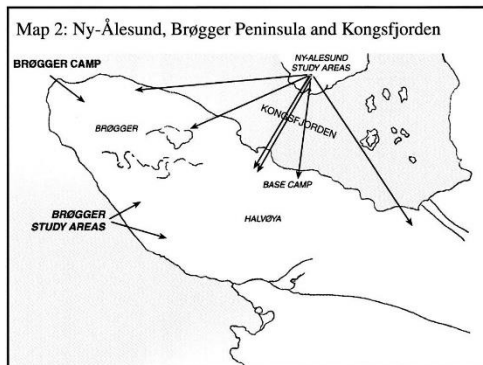 Map 2: Ny-Ålesund, Brøgger Peninsula and Kongsfjorden
NY-ALESUND
STUDY AREAS
BRØGGER CAMP
KONGSFJORDEN
BRØGGER
BASE CAMP
BRØGGER
STUDY AREAS
HALVØYA